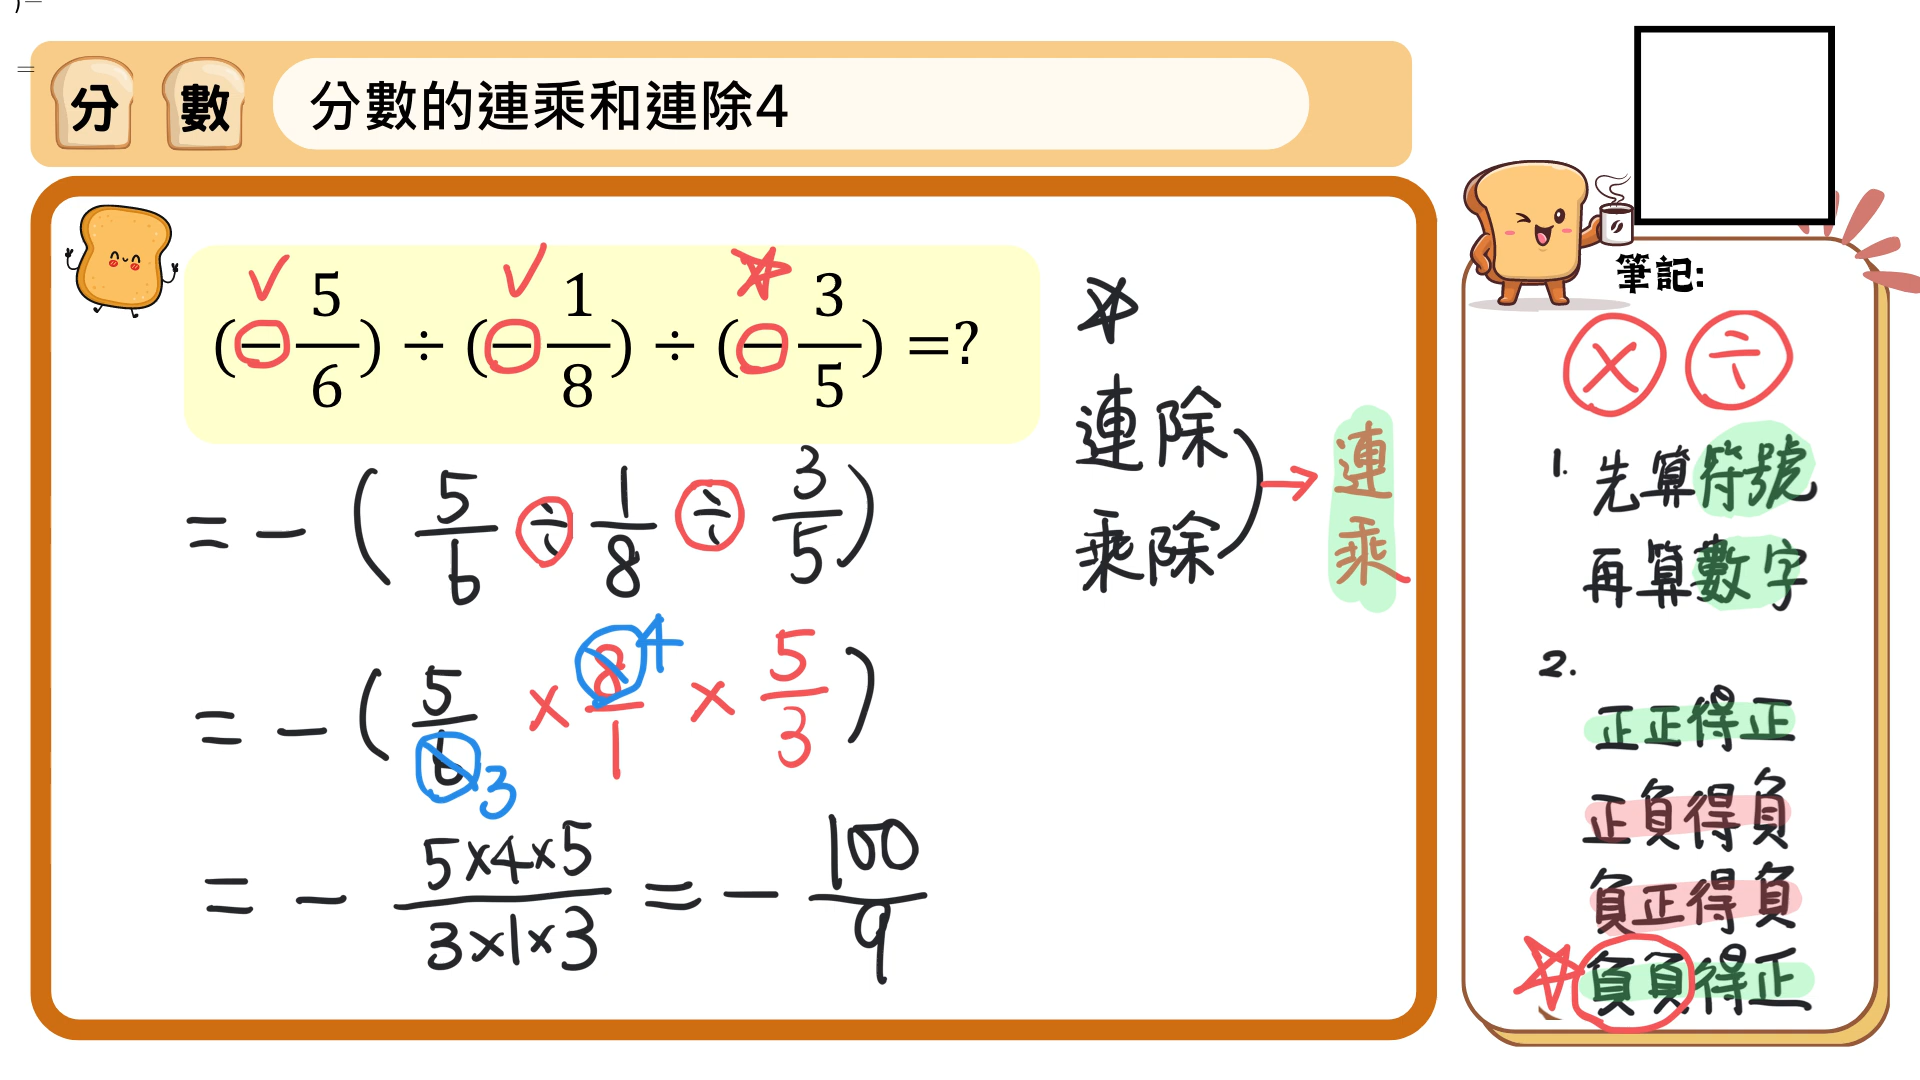 )=
=
分 數 分數的連乘和連除4
(−5/6) ÷ (−1/8) ÷ (−3/5) =?
= − (5/6 ÷ 1/8 ÷ 3/5)
= − (5/6 × 8/1 × 5/3)
3 4
= − 5×4×5/3×1×3 = − 100/9
連除
乘除
→ 連乘
筆記:
× ÷
1. 先算符號
再算數字
2.
正正得正
正負得負
負正得負
負負得正